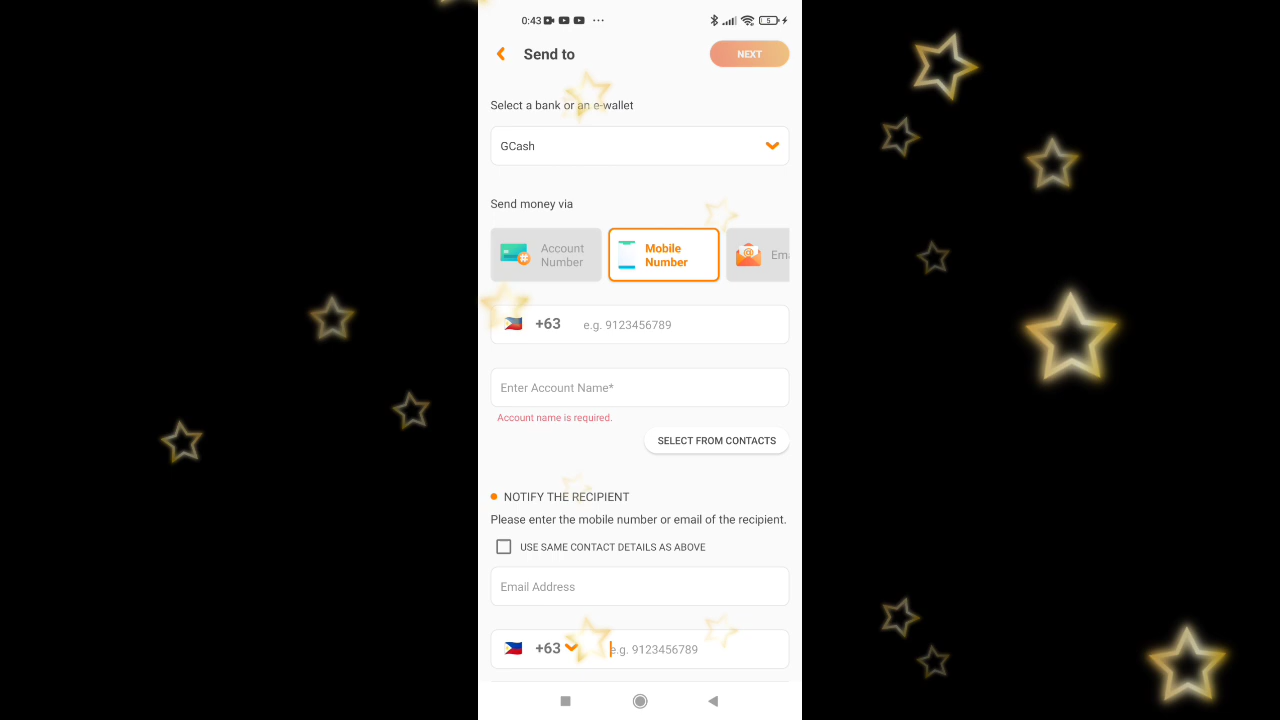 0:43 ... 5
Send to
NEXT
Select a bank or an e-wallet
GCash
Send money via
Account Number
Mobile Number
Ema
+63 e.g. 9123456789
Enter Account Name*
Account name is required.
SELECT FROM CONTACTS
NOTIFY THE RECIPIENT
Please enter the mobile number or email of the recipient.
USE SAME CONTACT DETAILS AS ABOVE
Email Address
+63 e.g. 9123456789